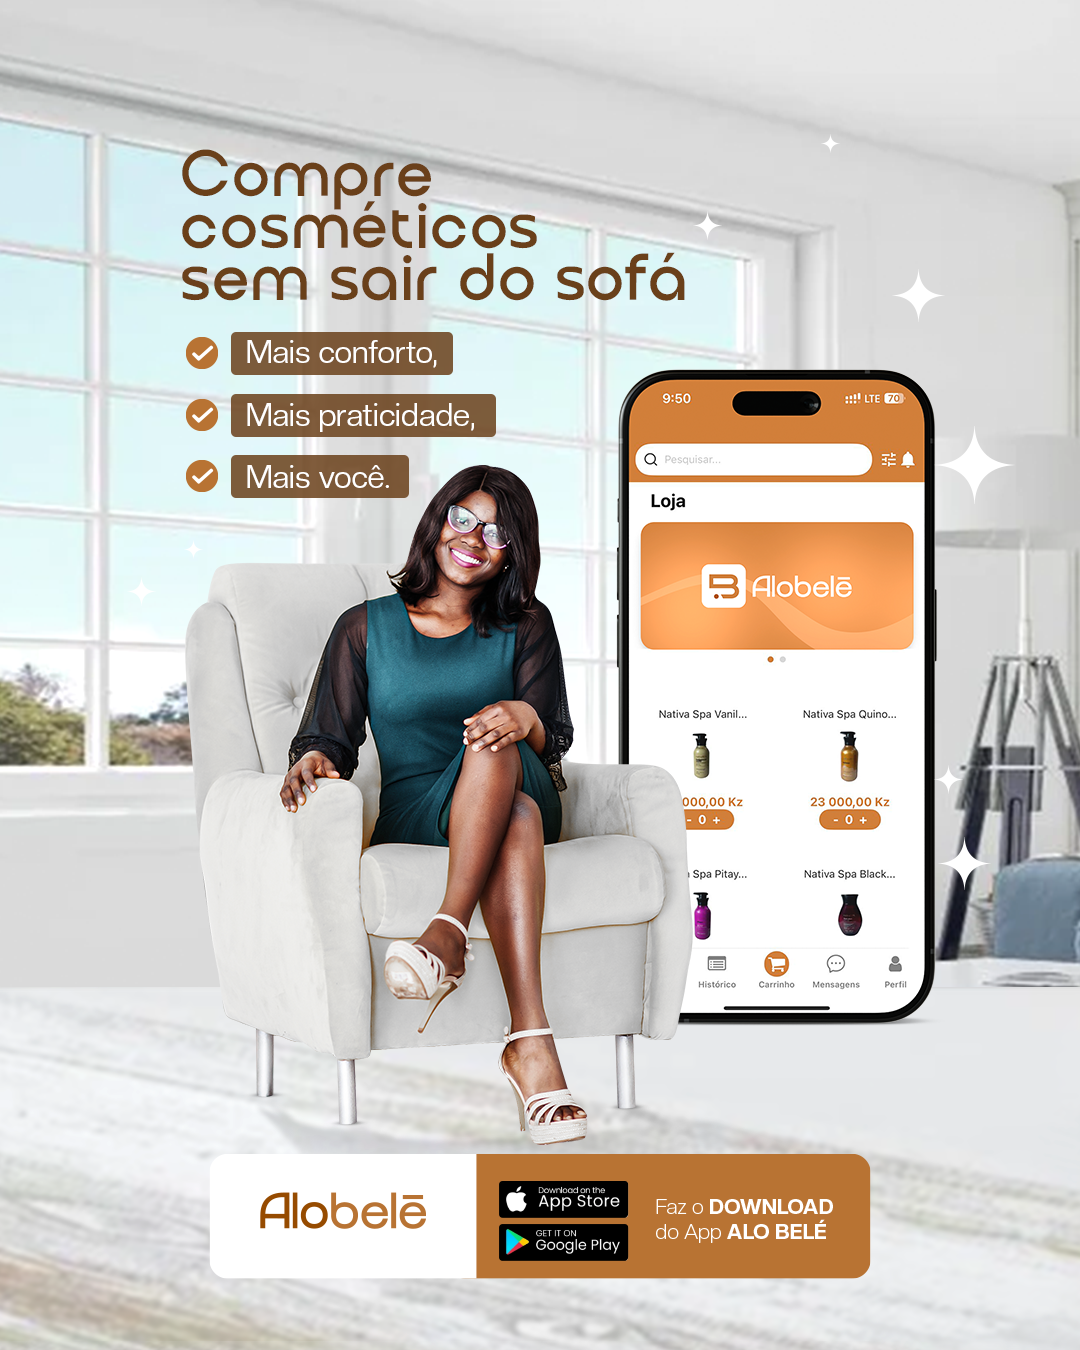 Compre
cosméticos
sem sair do sofá
Mais conforto,
Mais praticidade,
Mais você.
9:50
LTE 70
Pesquisar...
Loja
Alobelē
Nativa Spa Vanil...
Nativa Spa Quino...
000,00 Kz
23 000,00 Kz
- 0 +
- 0 +
Spa Pitay...
Nativa Spa Black...
Histórico
Carrinho
Mensagens
Perfil
Alobelē
Download on the
App Store
GET IT ON
Google Play
Faz o DOWNLOAD
do App ALO BELÉ